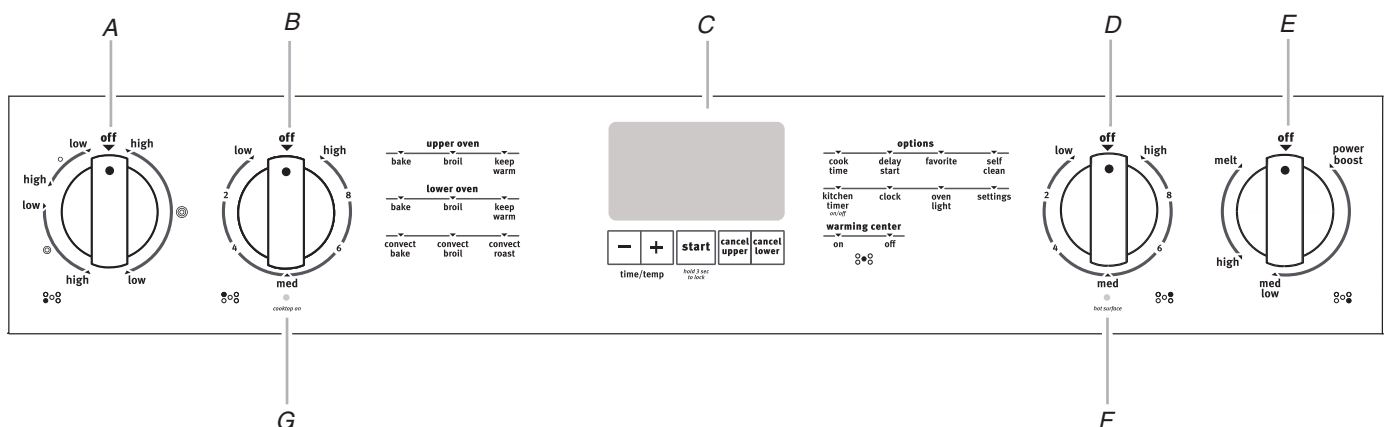 A
B
C
D
E
off
low
high
high
low
high
low
off
low
high
2
8
4
6
med
cooktop on
upper oven
bake broil keep warm
lower oven
bake broil keep warm
convect bake convect broil convect roast
− + start cancel upper cancel lower
time/temp
hold 3 sec
to lock
options
cook time delay start favorite self clean
kitchen timer clock oven light settings
on/off
warming center
on off
off
low
high
2
8
4
6
med
hot surface
off
melt
power
boost
high
med
low
G
F